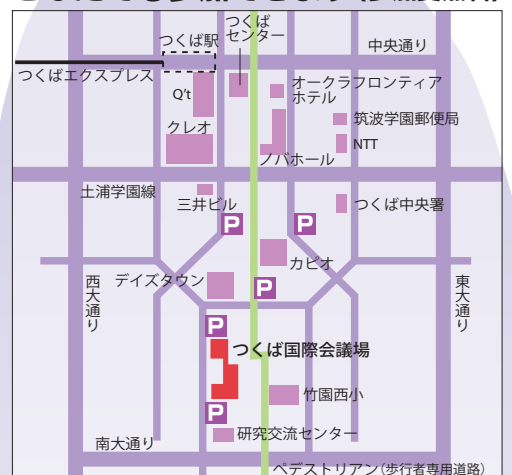 つくば
センター
つくば駅
中央通り
つくばエクスプレス
Q't
オークラフロンティア
ホテル
筑波学園郵便局
クレオ
NTT
ノバホール
土浦学園線
三井ビル
つくば中央署
P
P
カピオ
西大通り
デイズタウン
P
東大通り
P
つくば国際会議場
竹園西小
P
研究交流センター
南大通り
ペデストリアン(歩行者専用道路)